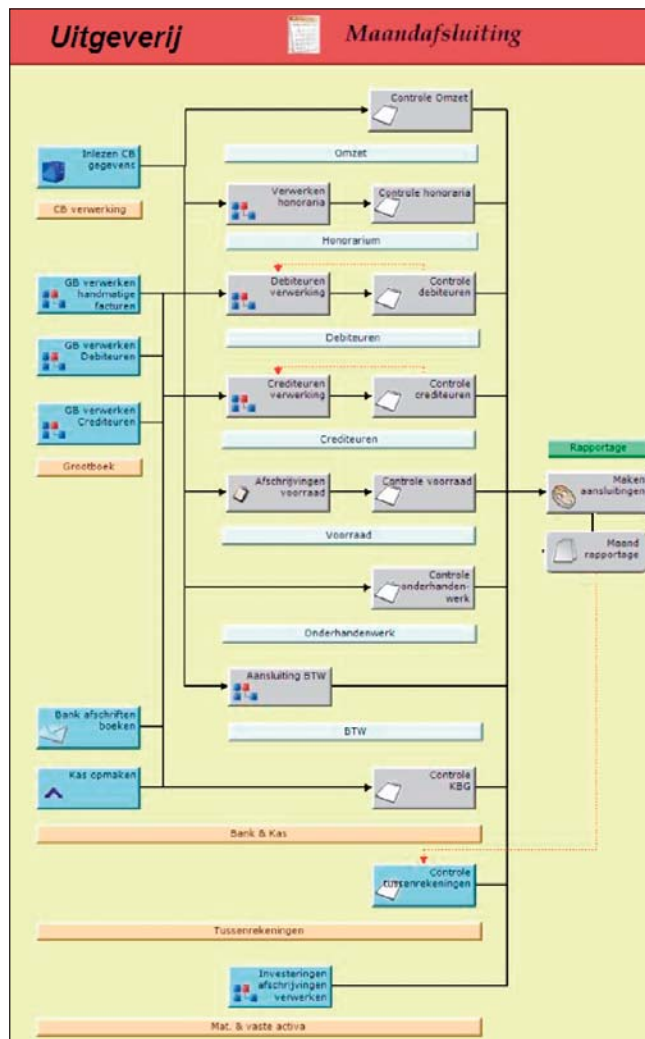 Uitgeverij
Maandafsluiting
Controle Omzet
Inlezen CB
gegevens
Omzet
CB verwerking
Verwerken
honoraria
Controle honoraria
Honorarium
GB verwerken
handmatige
facturen
Debiteuren
verwerking
Controle
debiteuren
Debiteuren
GB verwerken
Debiteuren
GB verwerken
Crediteuren
Crediteuren
verwerking
Controle
crediteuren
Crediteuren
Grootboek
Rapportage
Afschrijvingen
voorraad
Controle voorraad
Maken
aansluitingen
Voorraad
Maand
rapportage
Controle
onderhanden-
werk
Onderhandenwerk
Aansluiting BTW
BTW
Bank afschriften
boeken
Kas opmaken
Controle
KBG
Bank & Kas
Controle
tussenrekeningen
Tussenrekeningen
Investeringen
afschrijvingen
verwerken
Mat. & vaste activa